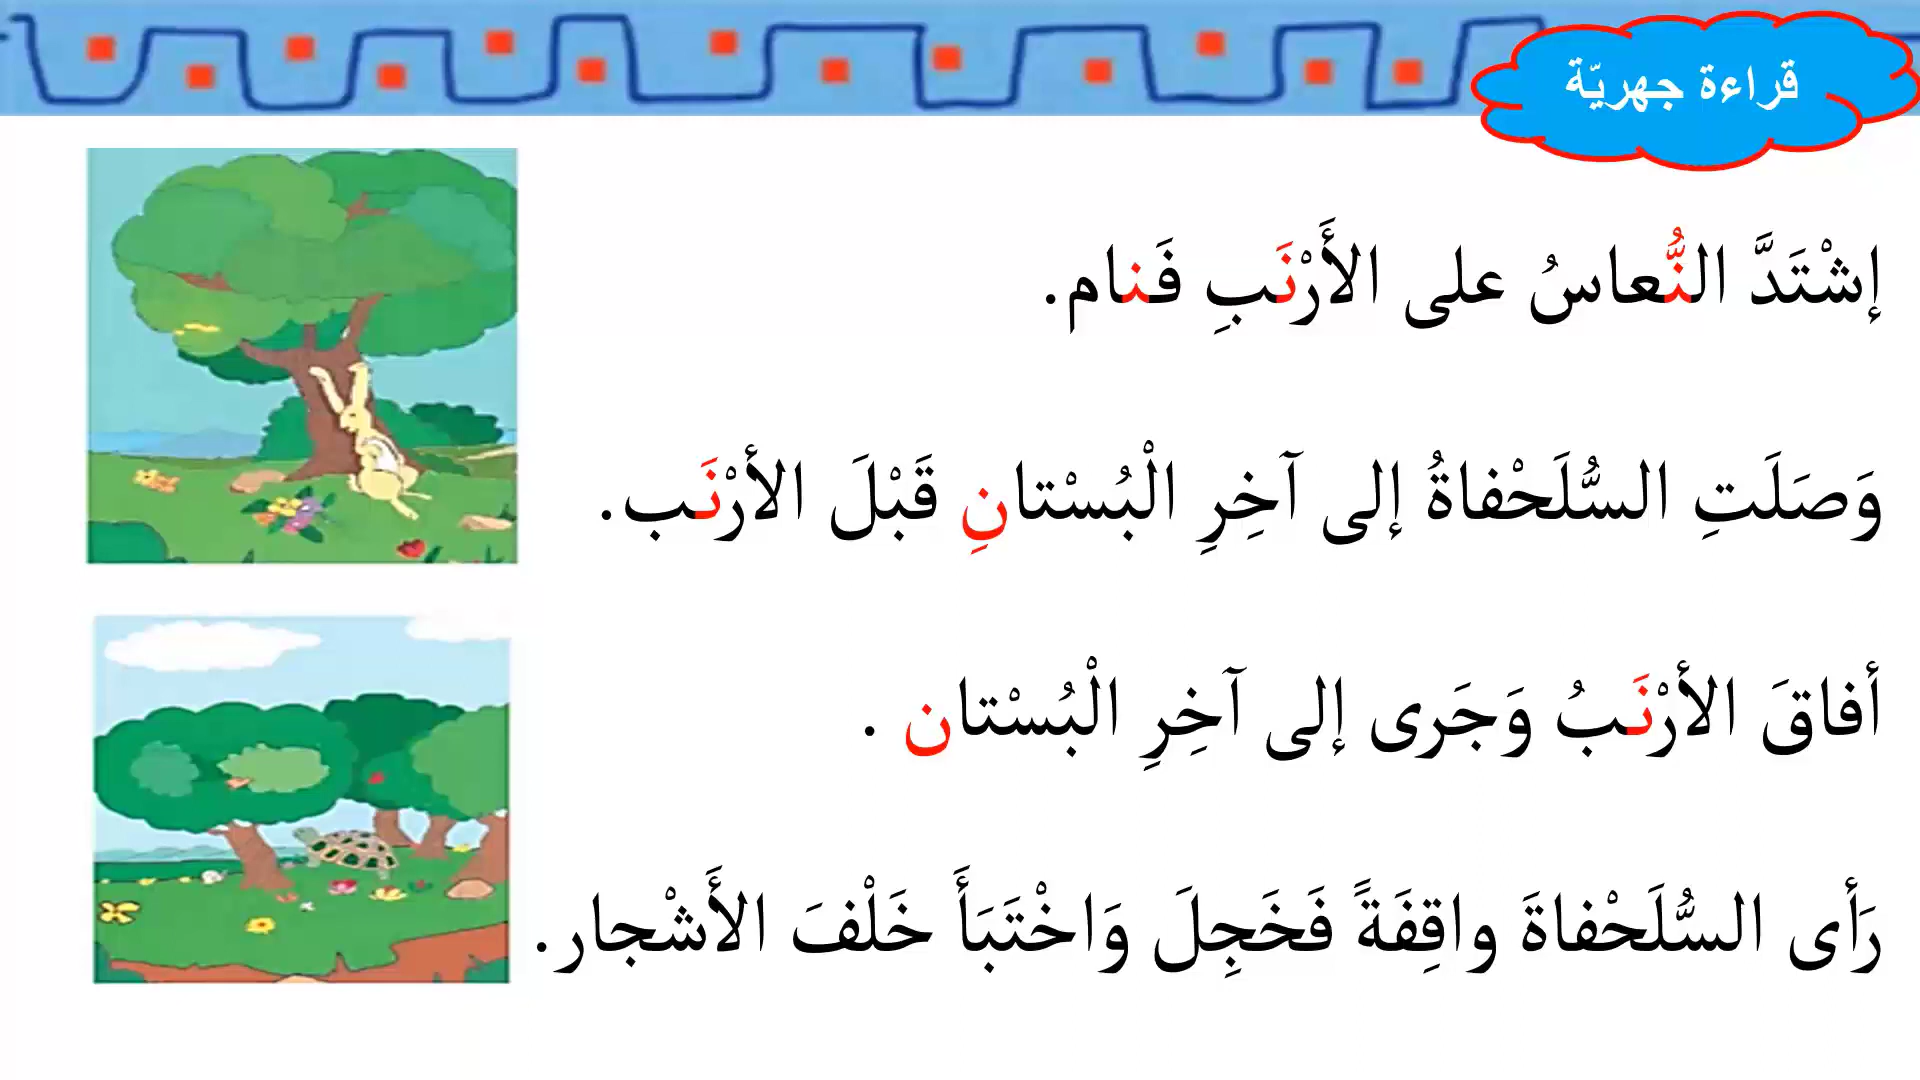 قراءة جهريّة
إشْتَدَّ النُّعاسُ على الأَرْنَبِ فَنام.
وَصَلَتِ السُّلَحْفاةُ إلى آخِرِ الْبُسْتانِ قَبْلَ الأرْنَب.
أفاقَ الأرْنَبُ وَجَرى إلى آخِرِ الْبُسْتان .
رَأى السُّلَحْفاةَ واقِفَةً فَخَجِلَ وَاخْتَبَأَ خَلْفَ الأَشْجار.